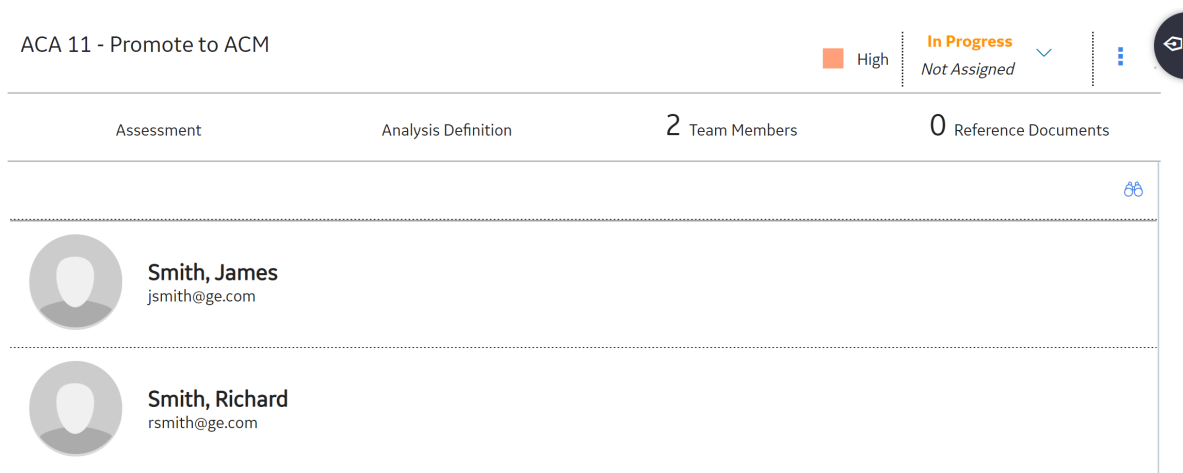 ACA 11 - Promote to ACM
High
In Progress
Not Assigned
Assessment
Analysis Definition
2 Team Members
0 Reference Documents
Smith, James
jsmith@ge.com
Smith, Richard
rsmith@ge.com